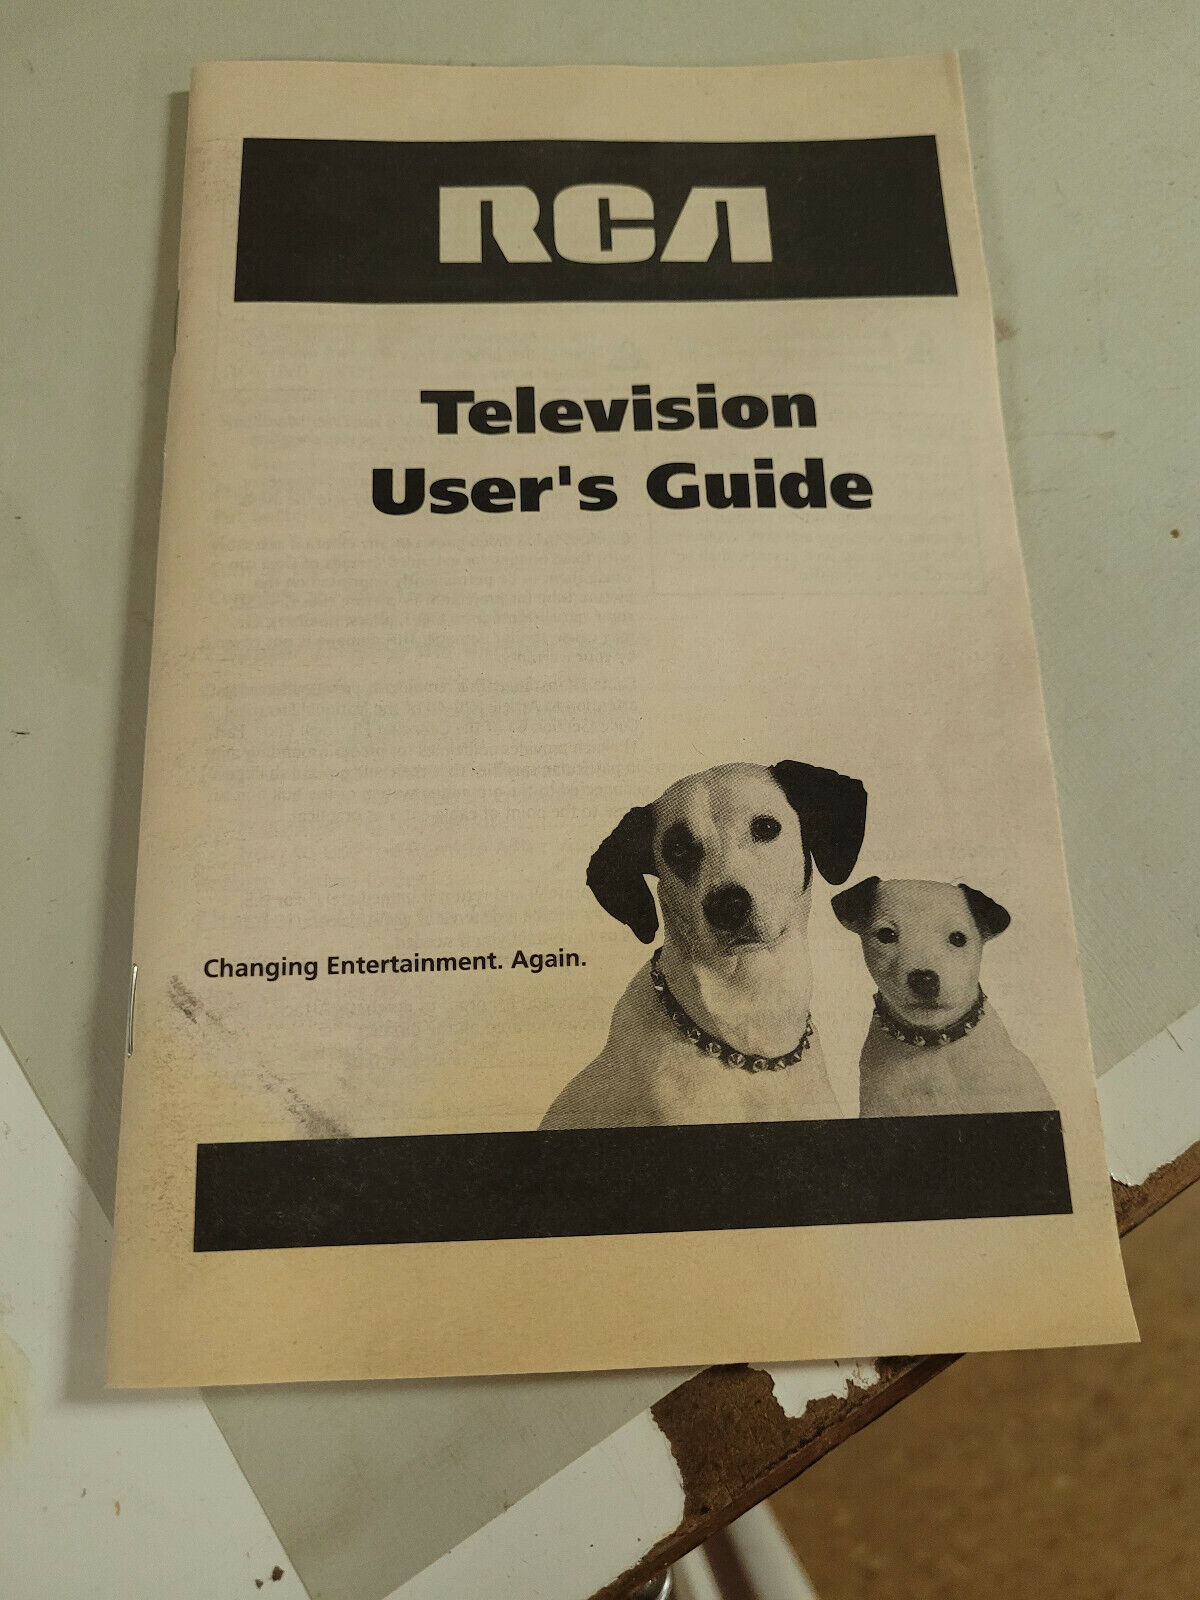 RCA
Television
User's Guide
Changing Entertainment. Again.